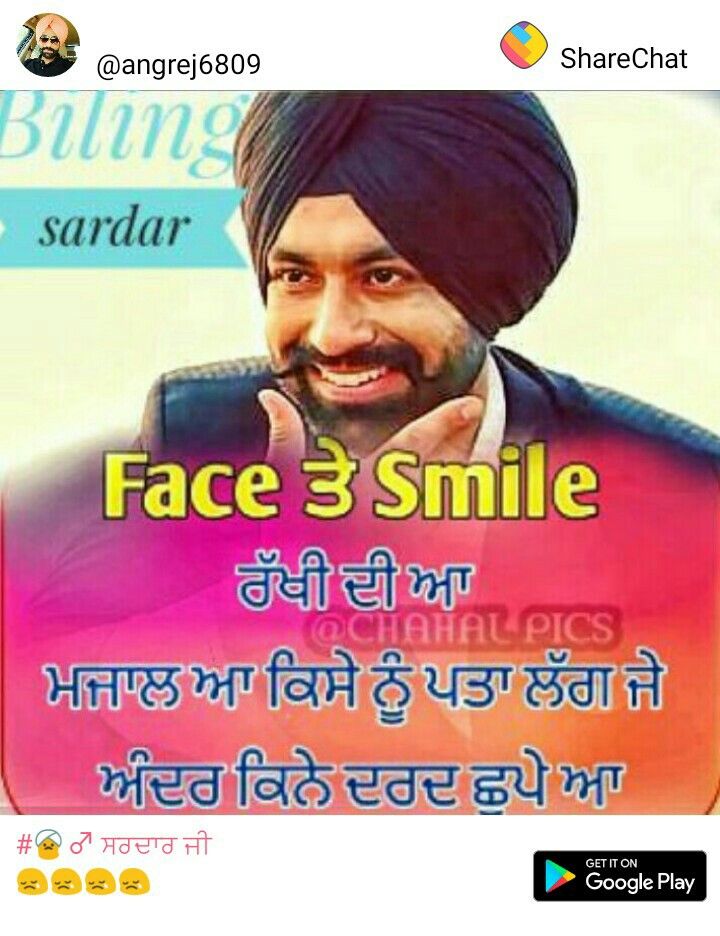 @angrej6809
ShareChat
Biling
sardar
Face ਤੇ Smile
ਰੱਖੀ ਦੀ ਆ
@CHAHAL PICS
ਮਜਾਲ ਆ ਕਿਸੇ ਨੂੰ ਪਤਾ ਲੱਗ ਜੇ
ਅੰਦਰ ਕਿਨੇ ਦਰਦ ਛੁਪੇ ਆ
#👳♂ ਸਰਦਾਰ ਜੀ
😔😔😔😔
GET IT ON
Google Play